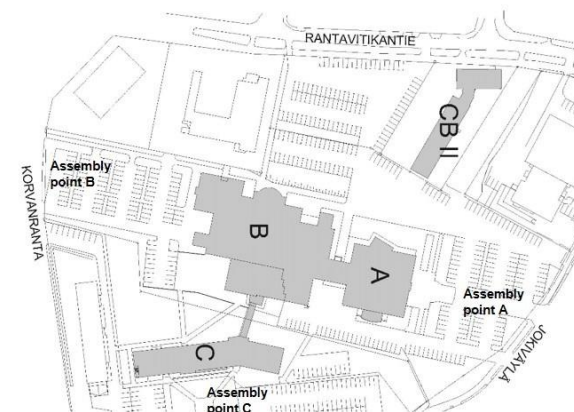 RANTAVITIKANTIE
CB II
Assembly
point B
KORVANRANTA
B
A
Assembly
point A
JOKIVÄYLÄ
C
Assembly
point C